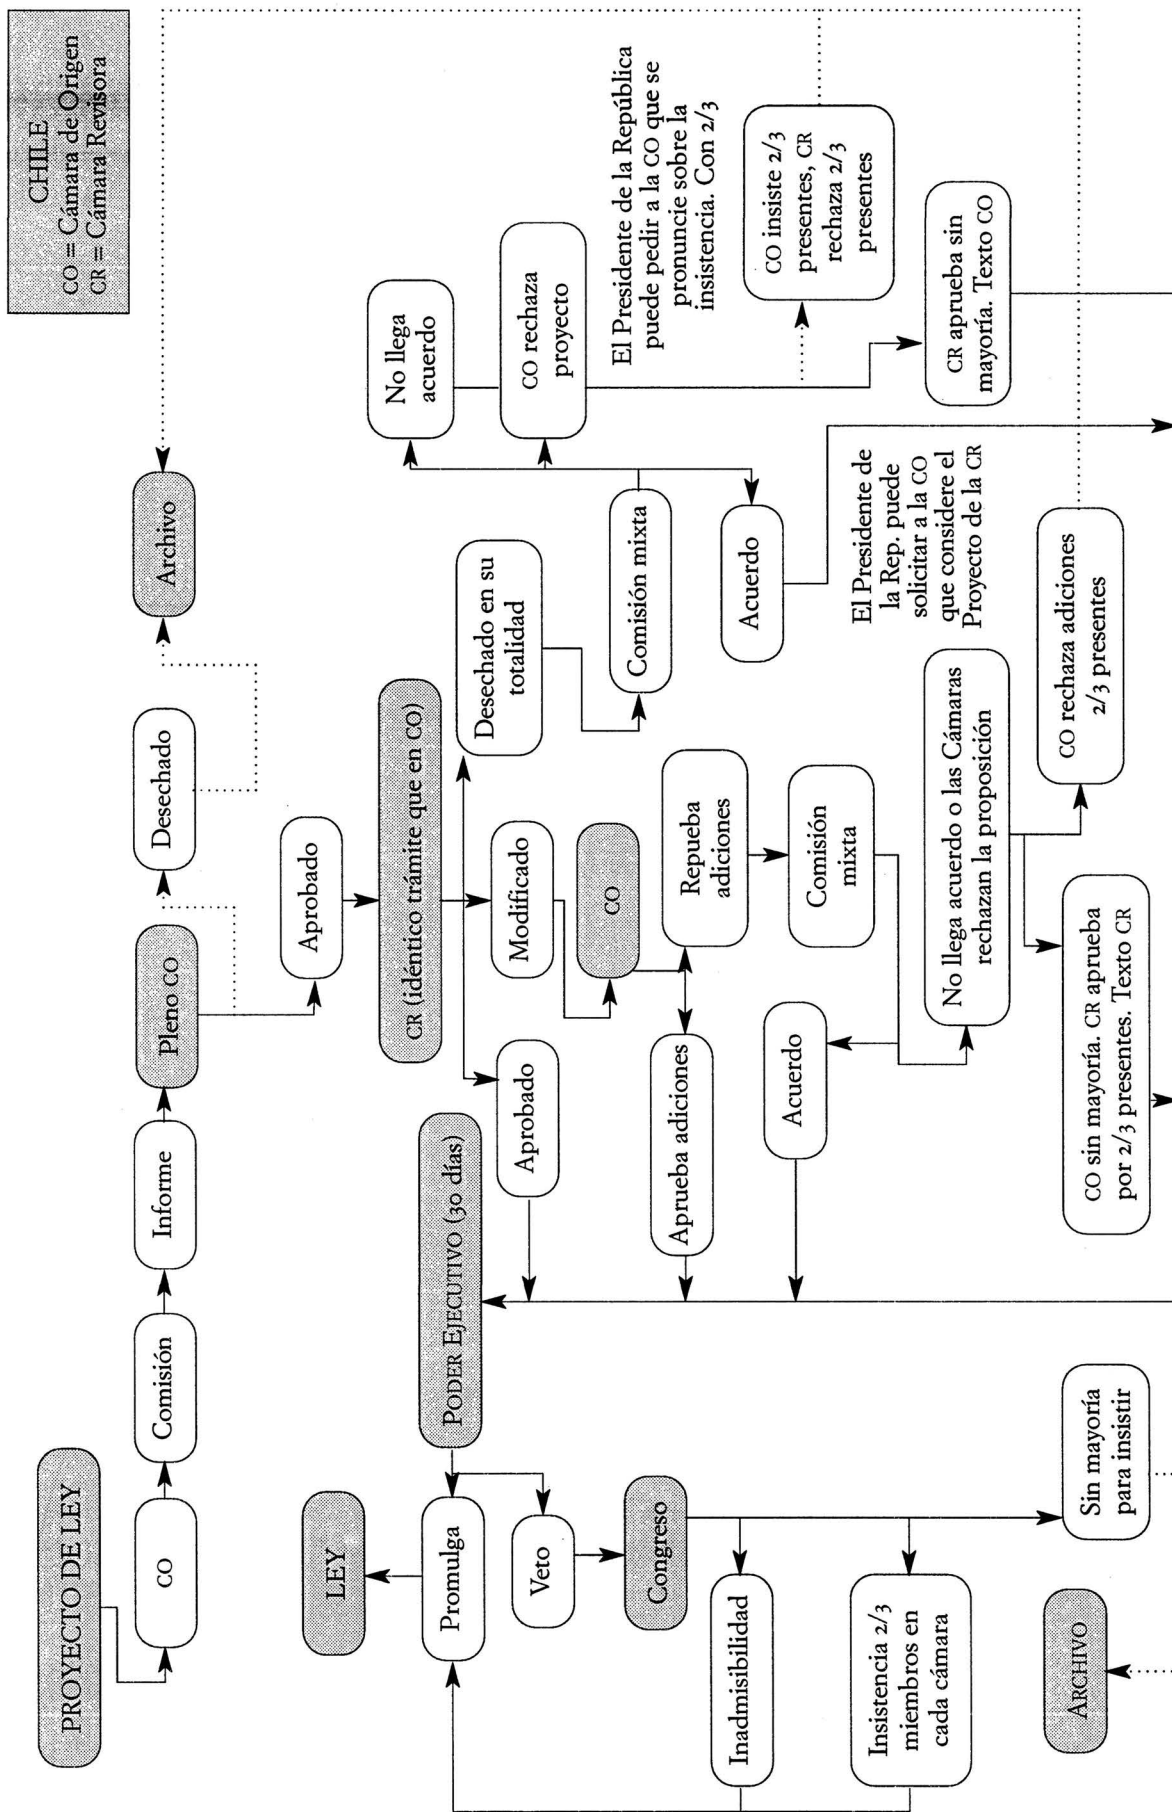 CHILE
CO = Cámara de Origen
CR = Cámara Revisora
PROYECTO DE LEY
CO
Comisión
Informe
Pleno CO
Desechado
Archivo
Aprobado
CR (idéntico trámite que en CO)
Aprobado
Modificado
Desechado en su
totalidad
CO
Comisión mixta
No llega
acuerdo
CO rechaza
proyecto
Acuerdo
El Presidente de la República
puede pedir a la CO que se
pronuncie sobre la
insistencia. Con 2/3
CO insiste 2/3
presentes, CR
rechaza 2/3
presentes
CR aprueba sin
mayoría. Texto CO
Aprueba adiciones
Repueba
adiciones
Comisión
mixta
Acuerdo
No llega acuerdo o las Cámaras
rechazan la proposición
El Presidente de
la Rep. puede
solicitar a la CO
que considere el
Proyecto de la CR
CO rechaza adiciones
2/3 presentes
CO sin mayoría. CR aprueba
por 2/3 presentes. Texto CR
PODER EJECUTIVO (30 días)
LEY
Promulga
Veto
Congreso
Inadmisibilidad
Insistencia 2/3
miembros en
cada cámara
Sin mayoría
para insistir
ARCHIVO